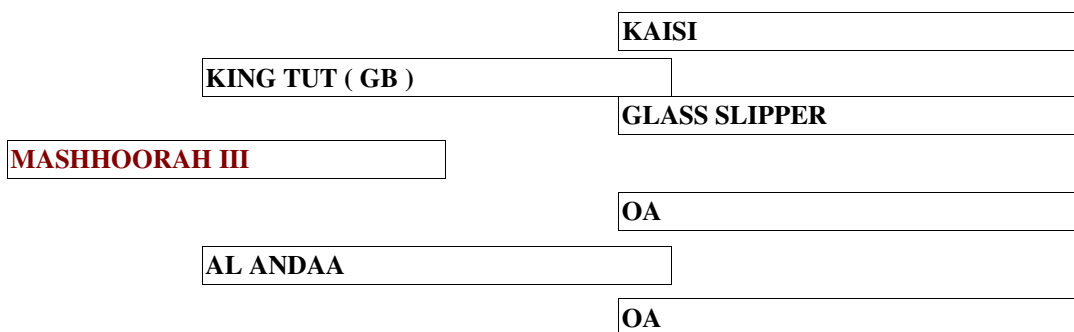 KAISI
KING TUT ( GB )
GLASS SLIPPER
MASHHOORAH III
OA
AL ANDAA
OA